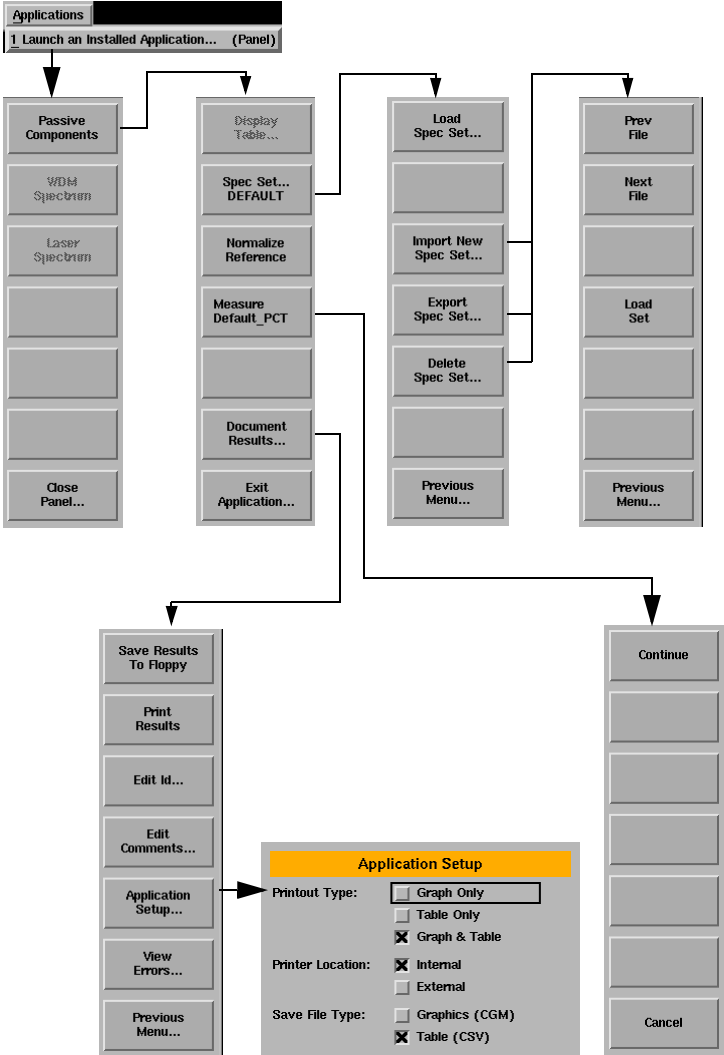 Applications
1 Launch an Installed Application... (Panel)
Passive
Components
WDM
Spectrum
Laser
Spectrum
Close
Panel...
Display
Table...
Spec Set...
DEFAULT
Normalize
Reference
Measure
Default_PCT
Document
Results...
Exit
Application...
Load
Spec Set...
Import New
Spec Set...
Export
Spec Set...
Delete
Spec Set...
Previous
Menu...
Prev
File
Next
File
Load
Set
Previous
Menu...
Save Results
To Floppy
Print
Results
Edit Id...
Edit
Comments...
Application
Setup...
View
Errors...
Previous
Menu...
Application Setup
Printout Type:
Graph Only
Table Only
Graph & Table
Printer Location:
Internal
External
Save File Type:
Graphics (CGM)
Table (CSV)
Continue
Cancel